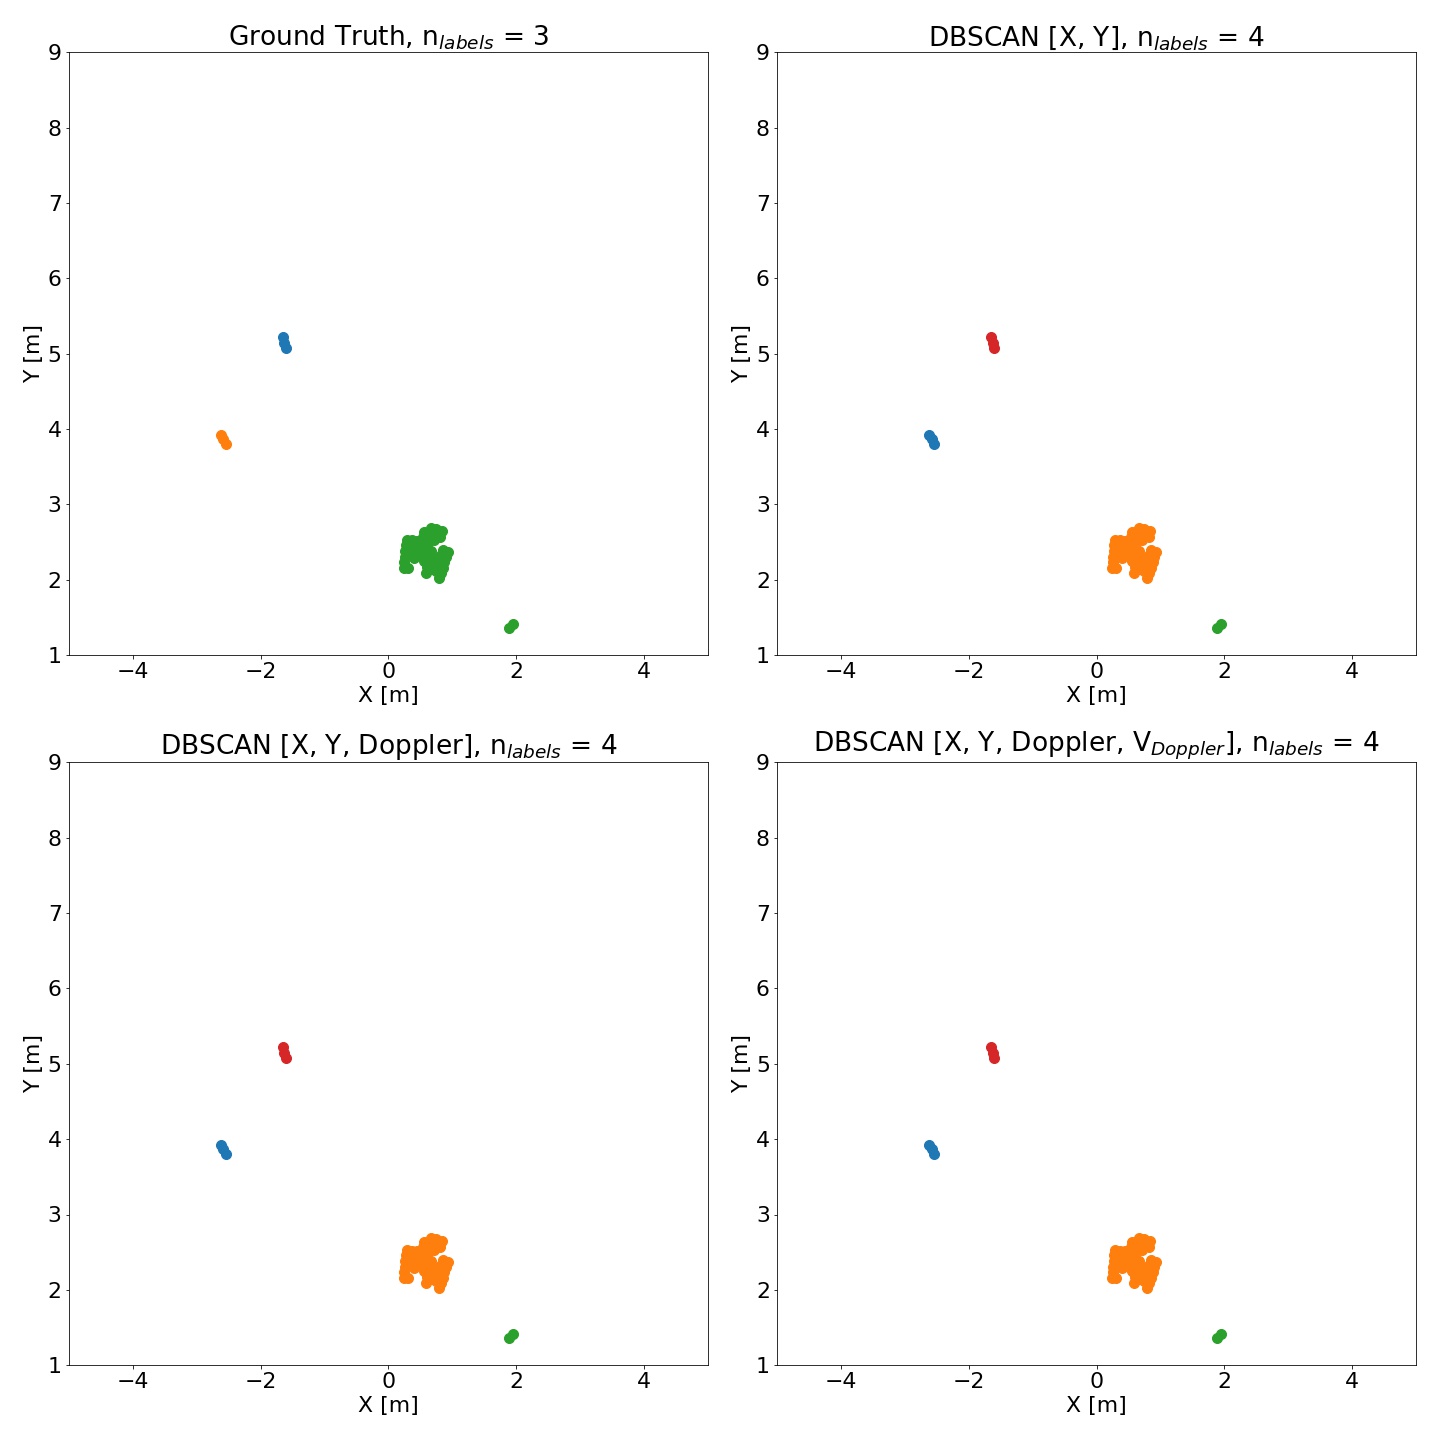 Ground Truth, n_labels = 3
9
8
7
6
5
4
3
2
1
Y [m]
−4 −2 0 2 4
X [m]
DBSCAN [X, Y], n_labels = 4
9
8
7
6
5
4
3
2
1
Y [m]
−4 −2 0 2 4
X [m]
DBSCAN [X, Y, Doppler], n_labels = 4
9
8
7
6
5
4
3
2
1
Y [m]
−4 −2 0 2 4
X [m]
DBSCAN [X, Y, Doppler, V_Doppler], n_labels = 4
9
8
7
6
5
4
3
2
1
Y [m]
−4 −2 0 2 4
X [m]